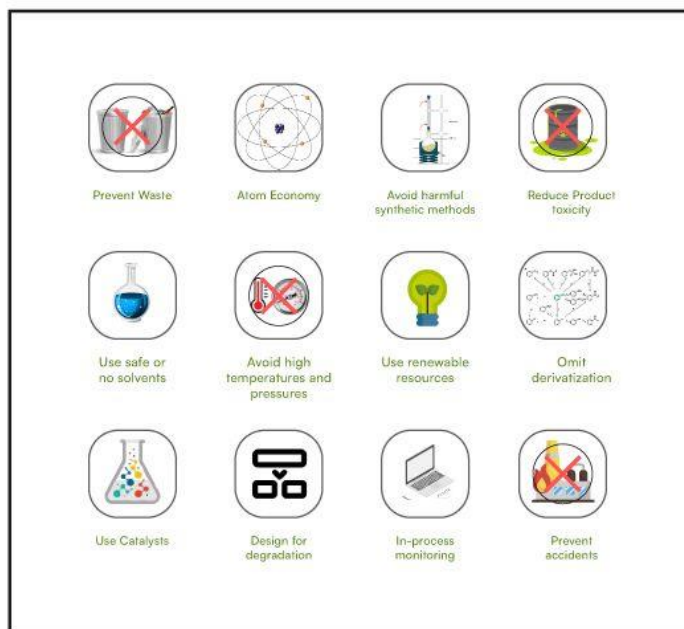 Prevent Waste
Atom Economy
Avoid harmful
synthetic methods
Reduce Product
toxicity
Use safe or
no solvents
Avoid high
temperatures and
pressures
Use renewable
resources
Omit
derivatization
Use Catalysts
Design for
degradation
In-process
monitoring
Prevent
accidents